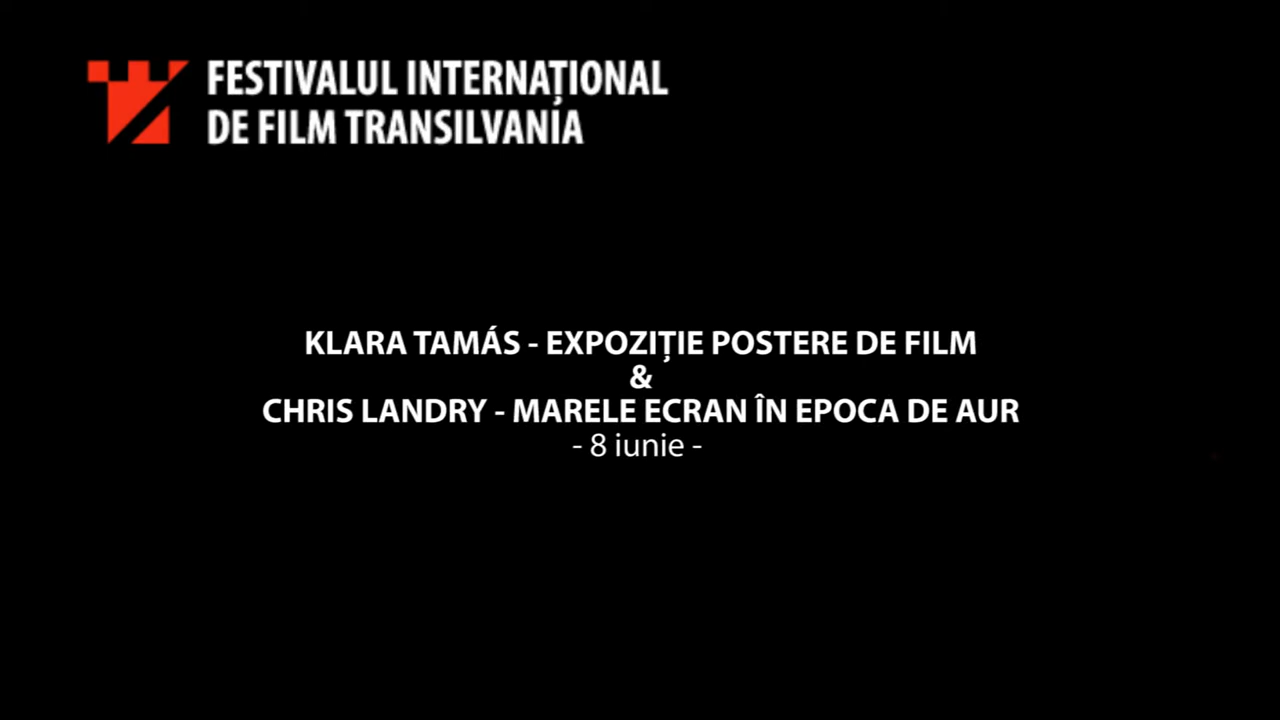 FESTIVALUL INTERNAȚIONAL
DE FILM TRANSILVANIA
KLARA TAMÁS - EXPOZIȚIE POSTERE DE FILM
&
CHRIS LANDRY - MARELE ECRAN ÎN EPOCA DE AUR
- 8 iunie -